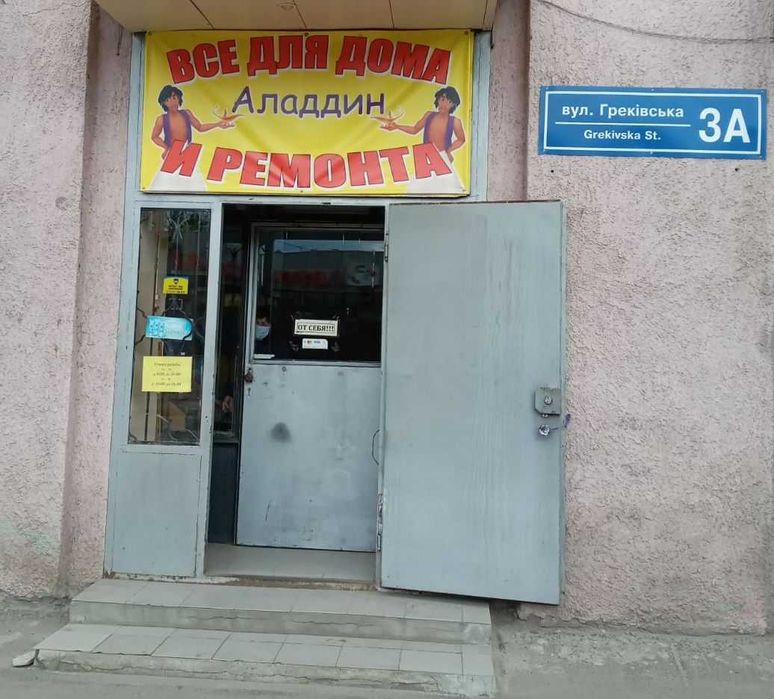 ВСЕ ДЛЯ ДОМА
Аладдин
И РЕМОНТА
вул. Греківська
Grekivska St.
3А
ОТ СЕБЯ!!!